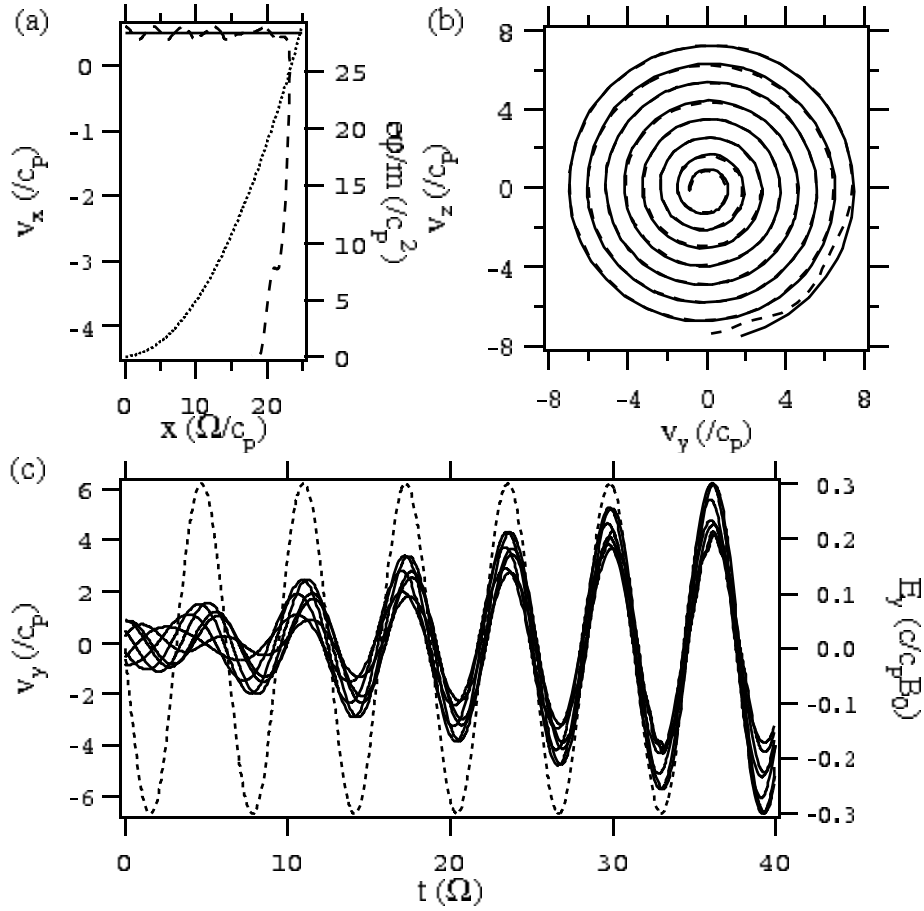 (a)
0
-1
-2
-3
-4
v_x (/c_p)
0 10 20
x (Ω/c_p)
25
20
15
10
5
0
eφ/m (/c_p^2)
(b)
8
4
0
-4
-8
v_z (/c_p)
-8 -4 0 4 8
v_y (/c_p)
(c)
6
4
2
0
-2
-4
-6
v_y (/c_p)
0 10 20 30 40
t (Ω)
0.3
0.2
0.1
0.0
-0.1
-0.2
-0.3
E_y (c/c_pB_0)